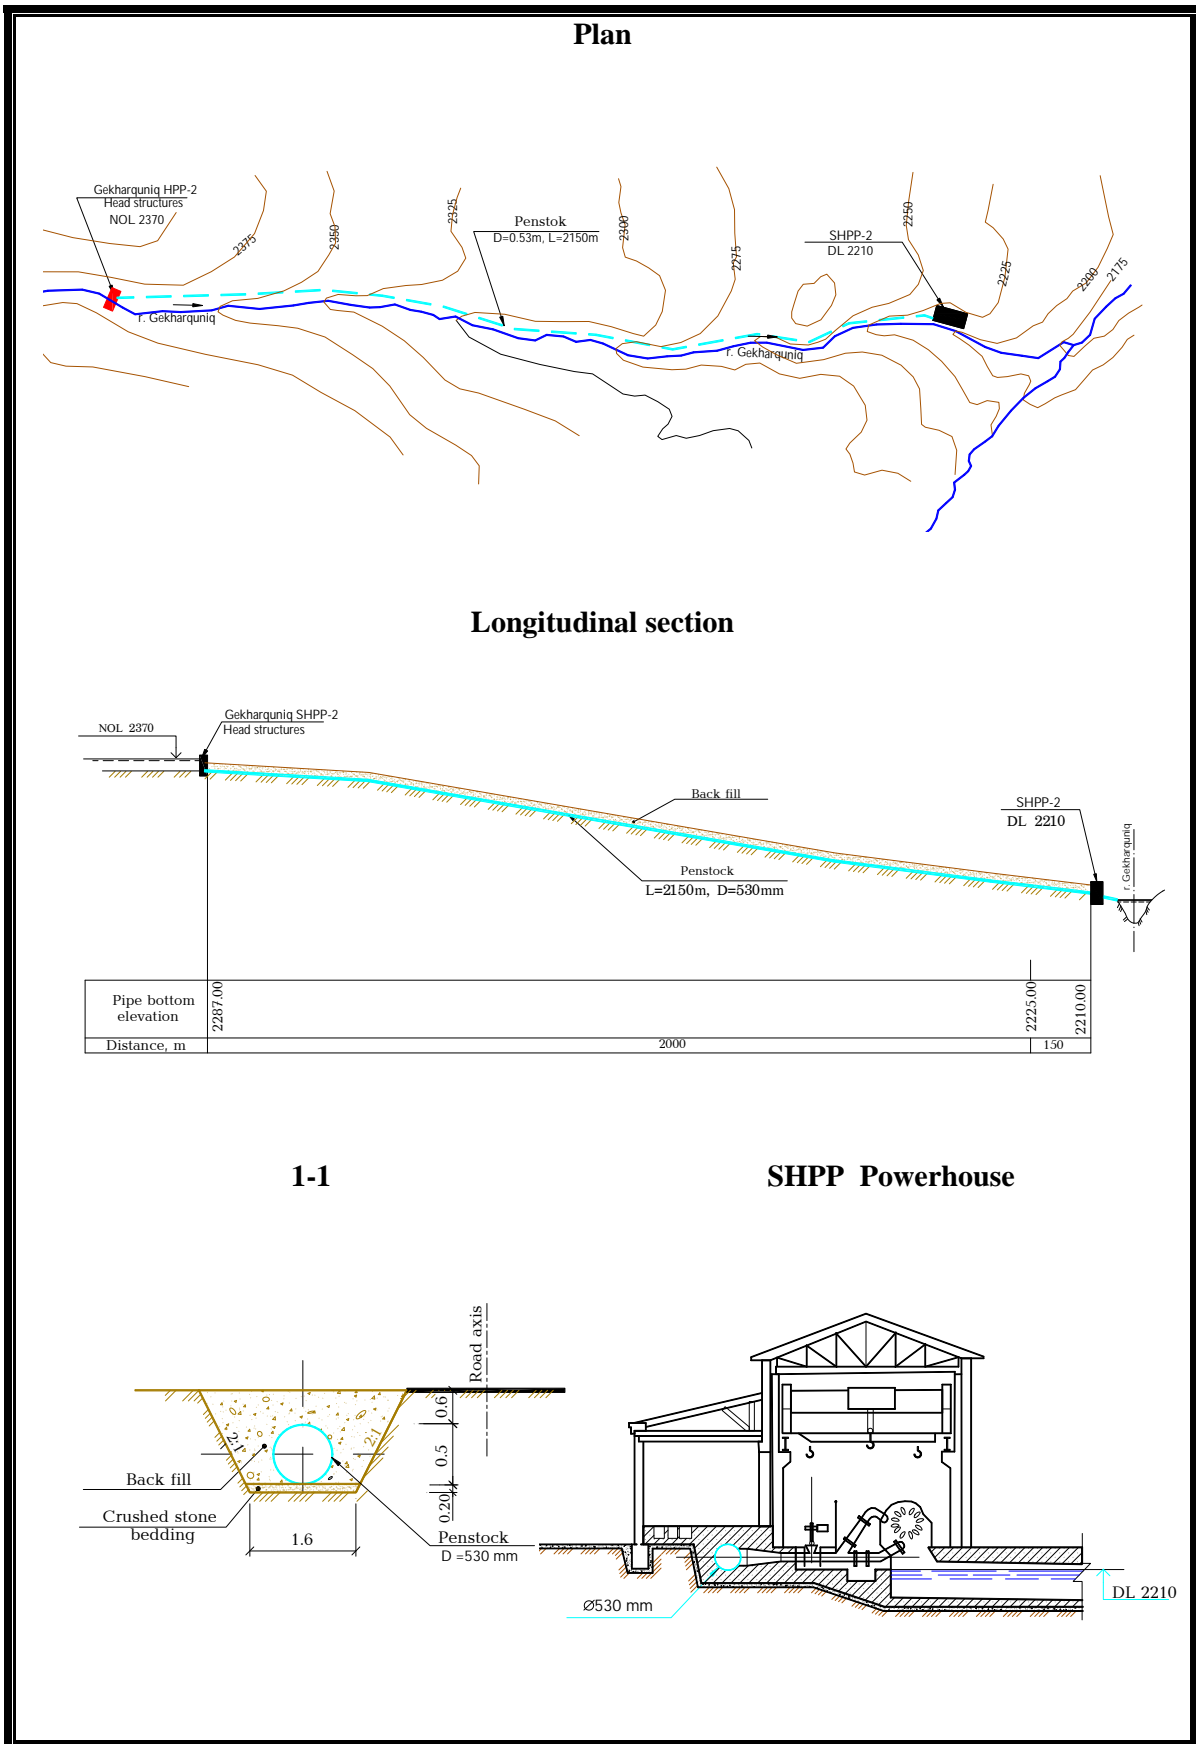 Plan
Gekharquniq HPP-2
Head structures
NOL 2370
2375
2350
2325
Penstok
D=0.53m, L=2150m
2300
2275
SHPP-2
DL 2210
2250
2225
2200
2175
r. Gekharquniq
r. Gekharquniq
Longitudinal section
NOL 2370
Gekharquniq SHPP-2
Head structures
Back fill
Penstock
L=2150m, D=530mm
SHPP-2
DL 2210
r. Gekharquniq
Pipe bottom
elevation
2287.00
2225.00
2210.00
Distance, m
2000
150
1-1
SHPP Powerhouse
Road axis
0.6
0.5
0.20
2:1
2:1
Back fill
Crushed stone
bedding
1.6
Penstock
D =530 mm
Ø530 mm
DL 2210